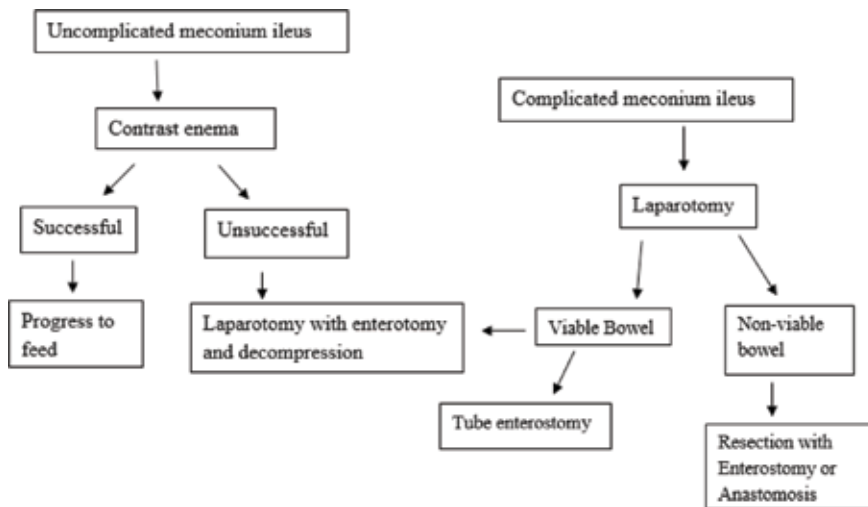 Uncomplicated meconium ileus
Contrast enema
Successful
Unsuccessful
Progress to
feed
Laparotomy with enterotomy
and decompression
Complicated meconium ileus
Laparotomy
Viable Bowel
Non-viable
bowel
Tube enterostomy
Resection with
Enterostomy or
Anastomosis